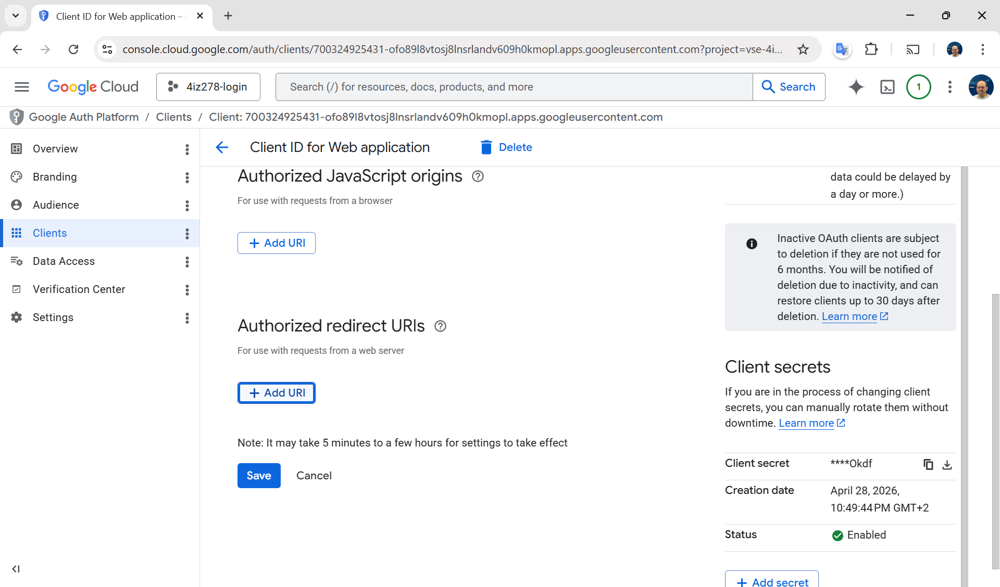 Client ID for Web application –
console.cloud.google.com/auth/clients/700324925431-ofo89l8vtosj8lnsrlandv609h0kmopl.apps.googleusercontent.com?project=vse-4i...
Google Cloud
4iz278-login
Search (/) for resources, docs, products, and more
Search
1
Google Auth Platform / Clients / Client: 700324925431-ofo89l8vtosj8lnsrlandv609h0kmopl.apps.googleusercontent.com
Overview
Branding
Audience
Clients
Data Access
Verification Center
Settings
Client ID for Web application
Delete
Authorized JavaScript origins
For use with requests from a browser
+ Add URI
Authorized redirect URIs
For use with requests from a web server
+ Add URI
Note: It may take 5 minutes to a few hours for settings to take effect
Save
Cancel
data could be delayed by
a day or more.)
Inactive OAuth clients are subject
to deletion if they are not used for
6 months. You will be notified of
deletion due to inactivity, and can
restore clients up to 30 days after
deletion. Learn more
Client secrets
If you are in the process of changing client
secrets, you can manually rotate them without
downtime. Learn more
Client secret
****Okdf
Creation date
April 28, 2026,
10:49:44 PM GMT+2
Status
Enabled
+ Add secret